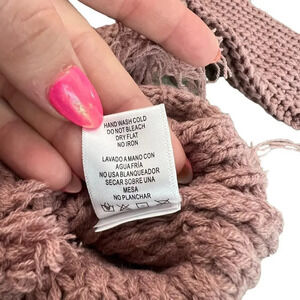 HAND WASH COLD
DO NOT BLEACH
DRY FLAT
NO IRON
LAVADO A MANO CON
AGUA FRIA
NO USA BLANQUEADOR
SECAR SOBRE UNA
MESA
NO PLANCHAR